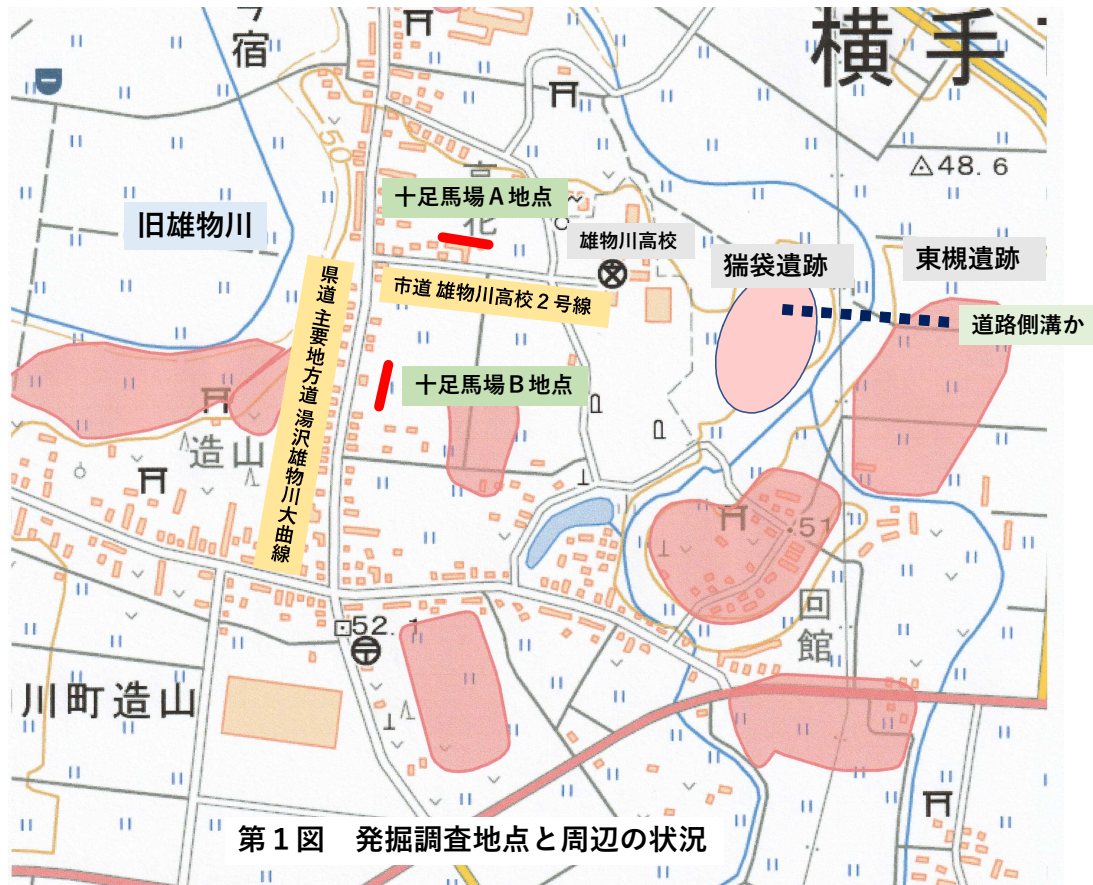 今
宿
横手
50
48.6
十足馬場A地点
旧雄物川
雄物川高校
猯袋遺跡
東槻遺跡
市道 雄物川高校2号線
道路側溝か
県道 主要地方道 湯沢雄物川大曲線
十足馬場B地点
造山
51
回
館
52.1
川町造山
第1図 発掘調査地点と周辺の状況